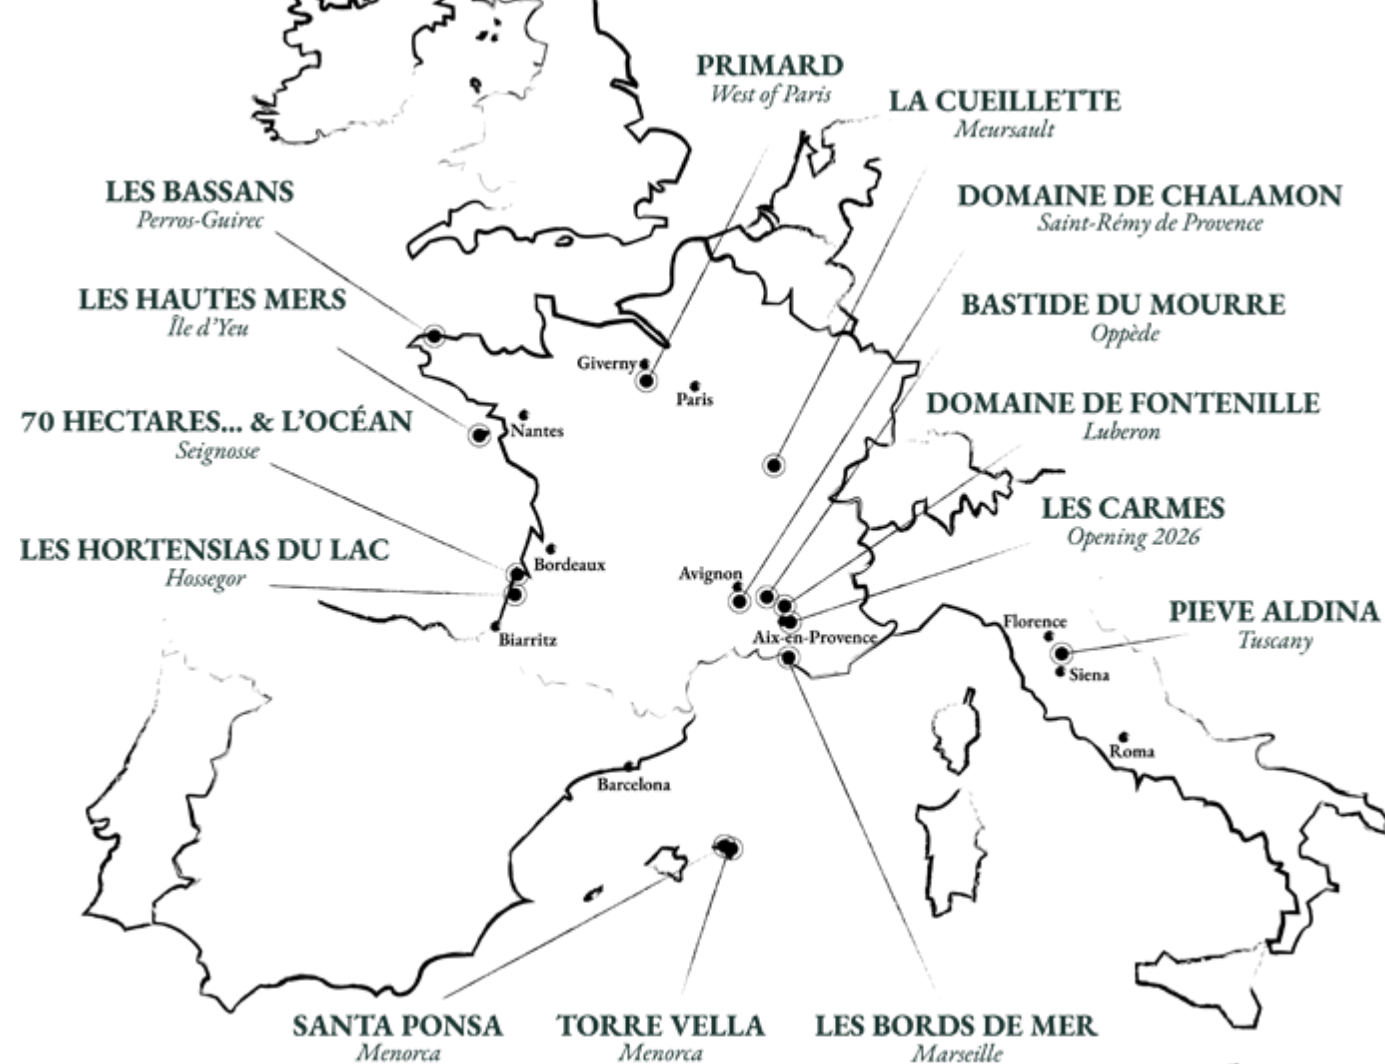 PRIMARD
West of Paris
LA CUEILLETTE
Meursault
LES BASSANS
Perros-Guirec
DOMAINE DE CHALAMON
Saint-Rémy de Provence
LES HAUTES MERS
Île d'Yeu
BASTIDE DU MOURRE
Oppède
Giverny
Paris
70 HECTARES... & L'OCÉAN
Seignosse
Nantes
DOMAINE DE FONTENILLE
Luberon
LES CARMES
Opening 2026
LES HORTENSIAS DU LAC
Hossegor
Bordeaux
Avignon
Biarritz
Aix-en-Provence
Florence
PIEVE ALDINA
Tuscany
Siena
Roma
Barcelona
SANTA PONSA
Menorca
TORRE VELLA
Menorca
LES BORDS DE MER
Marseille